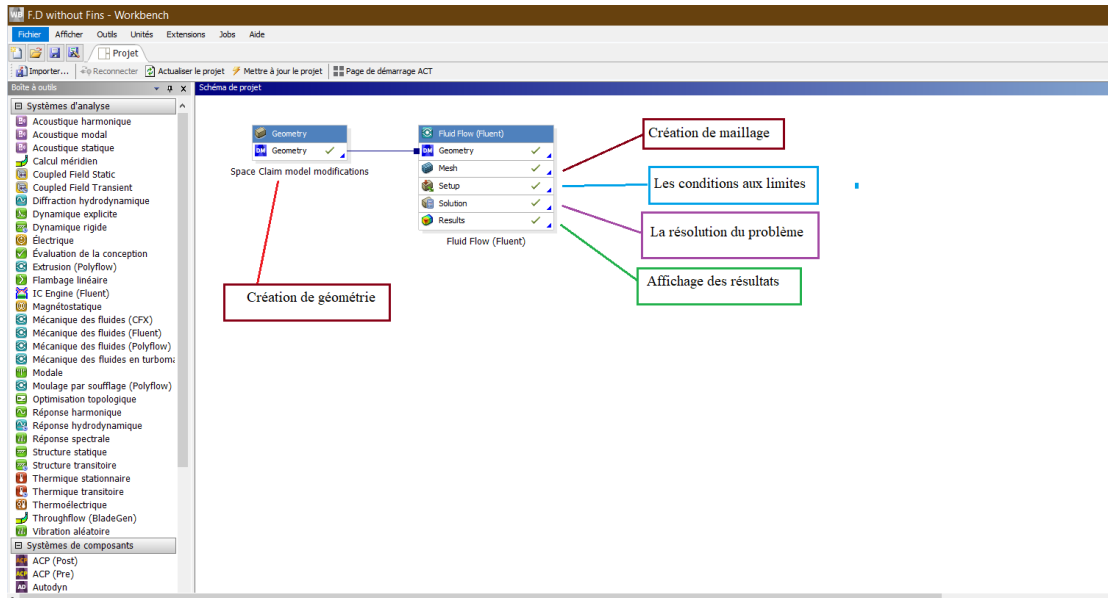 F.D without Fins - Workbench
Fichier Afficher Outils Unités Extensions Jobs Aide
Projet
Importer... Reconnecter Actualiser le projet Mettre à jour le projet Page de démarrage ACT
Boîte à outils
Schéma de projet
Systèmes d'analyse
Acoustique harmonique
Acoustique modal
Acoustique statique
Calcul méridien
Coupled Field Static
Coupled Field Transient
Diffraction hydrodynamique
Dynamique explicite
Dynamique rigide
Électrique
Évaluation de la conception
Extrusion (Polyflow)
Flambage linéaire
IC Engine (Fluent)
Magnétostatique
Mécanique des fluides (CFX)
Mécanique des fluides (Fluent)
Mécanique des fluides (Polyflow)
Mécanique des fluides en turboma
Modale
Moulage par soufflage (Polyflow)
Optimisation topologique
Réponse harmonique
Réponse hydrodynamique
Réponse spectrale
Structure statique
Structure transitoire
Thermique stationnaire
Thermique transitoire
Thermoélectrique
Throughflow (BladeGen)
Vibration aléatoire
Systèmes de composants
ACP (Post)
ACP (Pre)
Autodyn
Geometry
DM Geometry
Space Claim model modifications
Création de géométrie
Fluid Flow (Fluent)
DM Geometry
Mesh
Setup
Solution
Results
Fluid Flow (Fluent)
Création de maillage
Les conditions aux limites
La résolution du problème
Affichage des résultats